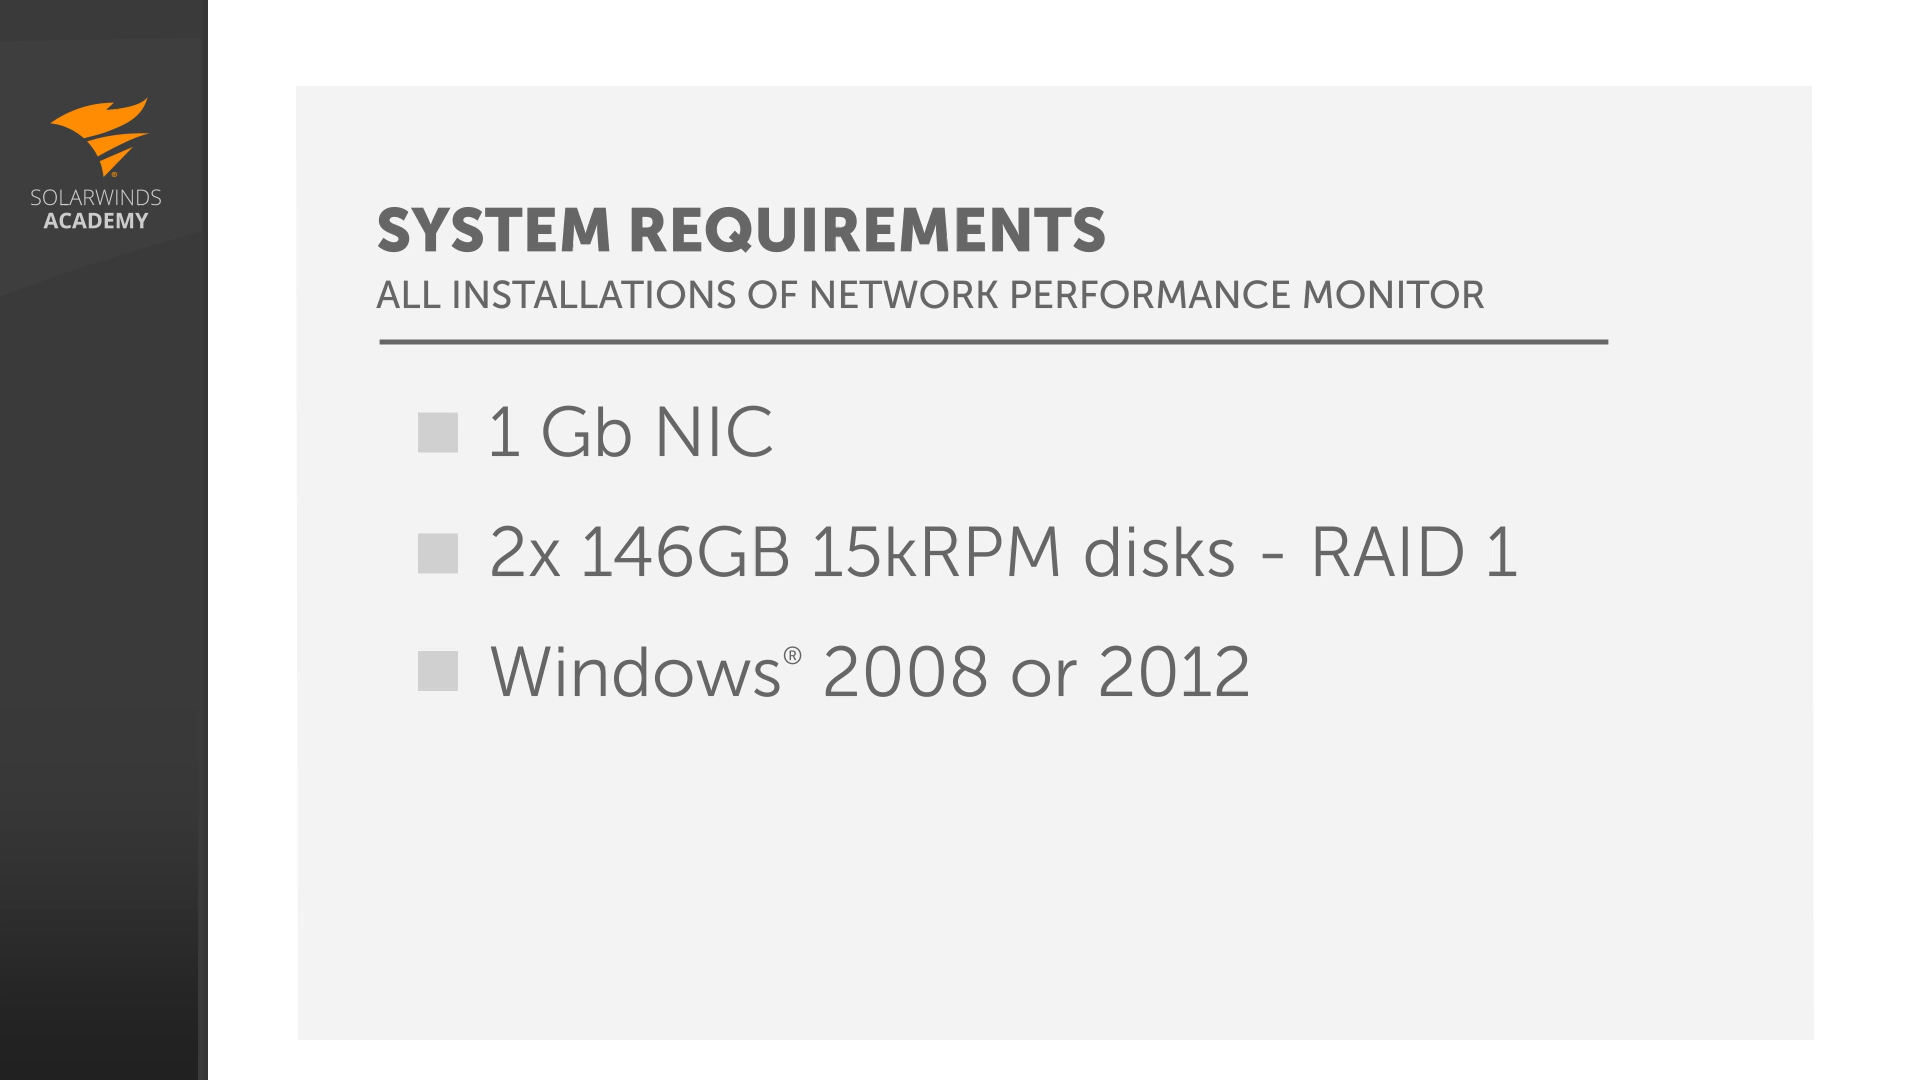 SOLARWINDS
ACADEMY
SYSTEM REQUIREMENTS
ALL INSTALLATIONS OF NETWORK PERFORMANCE MONITOR
1 Gb NIC
2x 146GB 15kRPM disks - RAID 1
Windows® 2008 or 2012